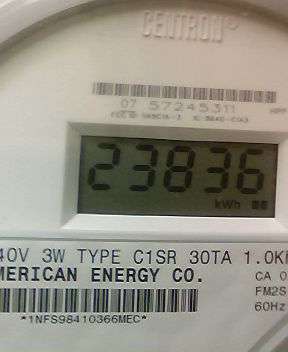 CENTRON®
07 57245311
23836
kWh
40V 3W TYPE C1SR 30TA 1.0K
MERICAN ENERGY CO.
CA 0
FM2S
60Hz
*1NFS98410366MEC*